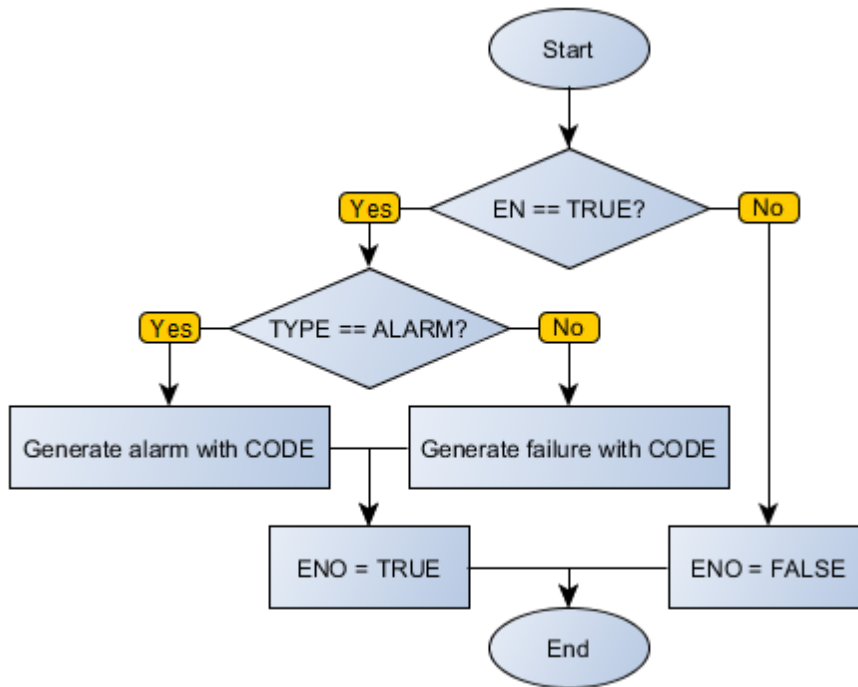 Start
EN == TRUE?
Yes
No
TYPE == ALARM?
Yes
No
Generate alarm with CODE
Generate failure with CODE
ENO = TRUE
ENO = FALSE
End